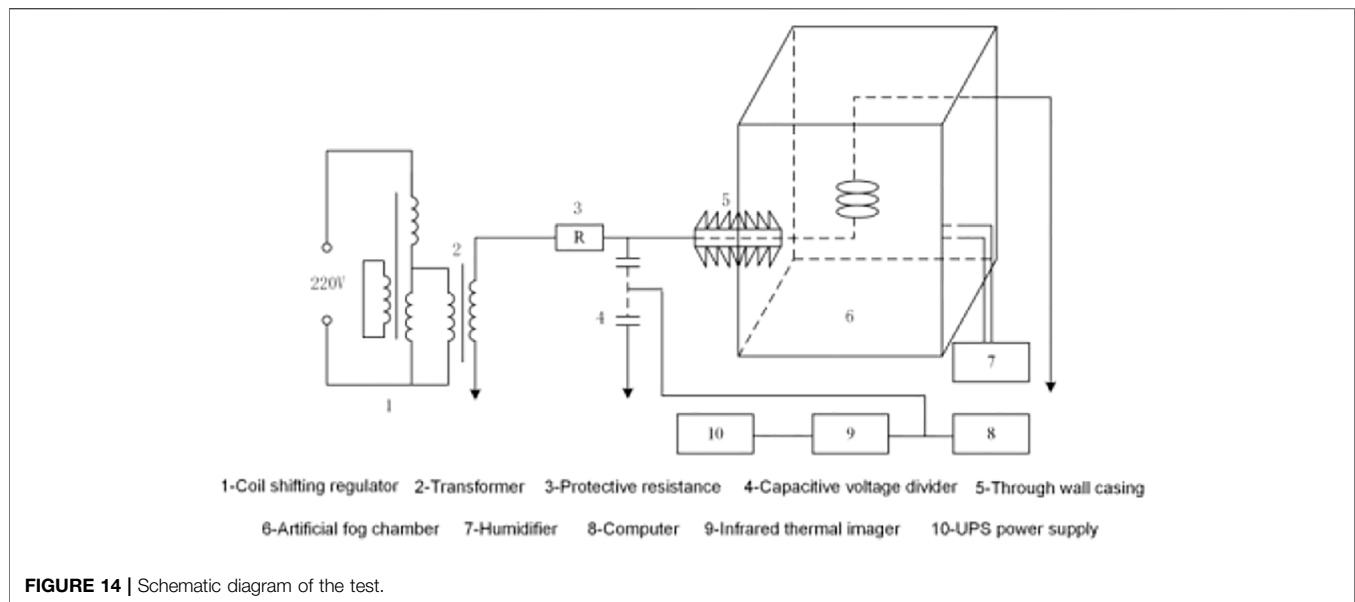 5
2
3
R
220V
4
6
7
1
10
9
8
1-Coil shifting regulator 2-Transformer 3-Protective resistance 4-Capacitive voltage divider 5-Through wall casing
6-Artificial fog chamber 7-Humidifier 8-Computer 9-Infrared thermal imager 10-UPS power supply
FIGURE 14 | Schematic diagram of the test.